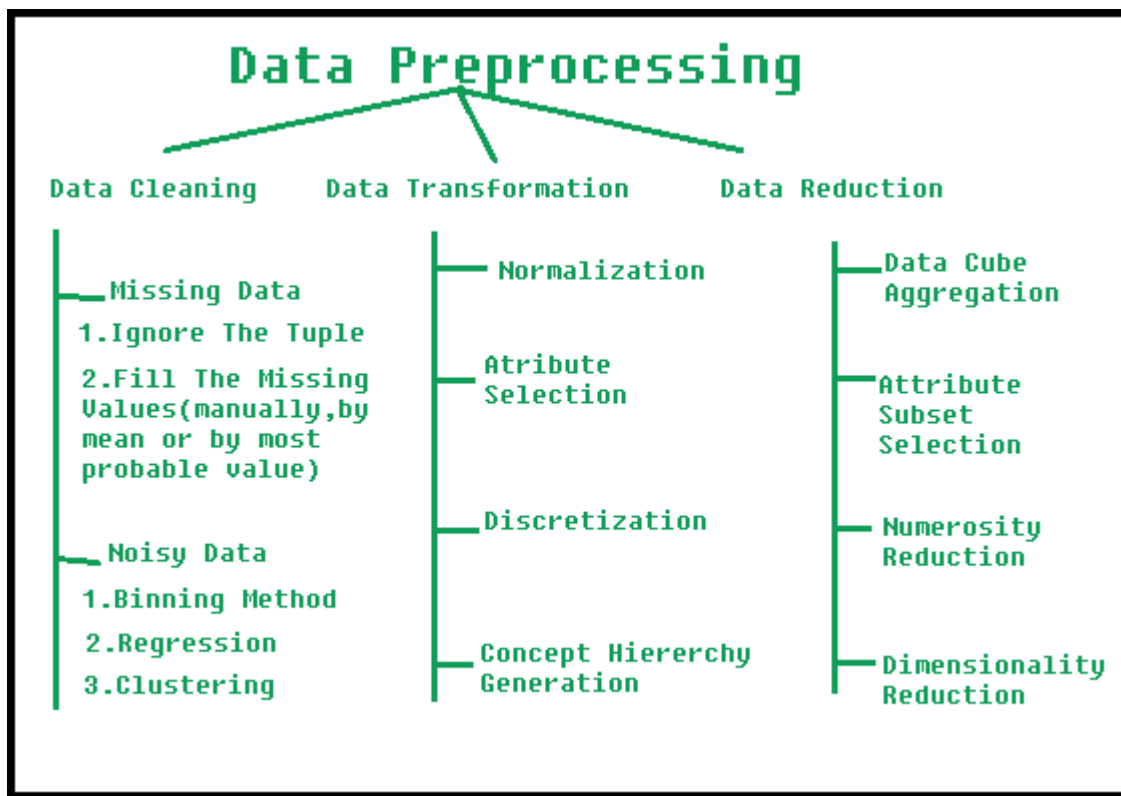 Data Preprocessing
Data Cleaning
Missing Data
1.Ignore The Tuple
2.Fill The Missing
Values(manually,by
mean or by most
probable value)
Noisy Data
1.Binning Method
2.Regression
3.Clustering
Data Transformation
Normalization
Atribute
Selection
Discretization
Concept Hiererchy
Generation
Data Reduction
Data Cube
Aggregation
Attribute
Subset
Selection
Numerosity
Reduction
Dimensionality
Reduction